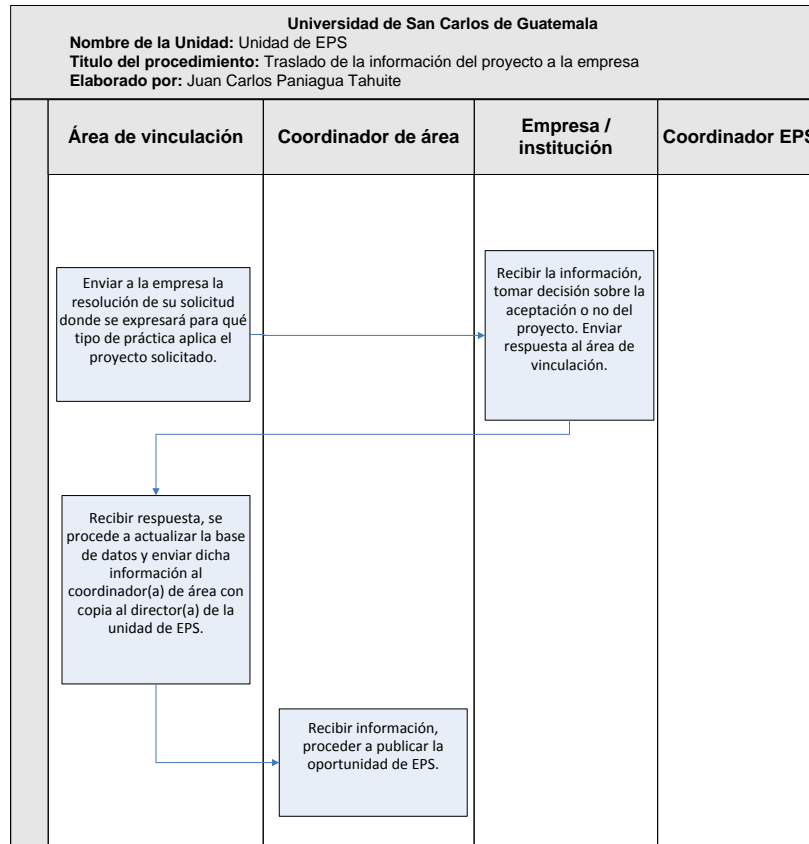 Universidad de San Carlos de Guatemala
Nombre de la Unidad: Unidad de EPS
Titulo del procedimiento: Traslado de la información del proyecto a la empresa
Elaborado por: Juan Carlos Paniagua Tahuite
Área de vinculación
Coordinador de área
Empresa /
institución
Coordinador EPS
Enviar a la empresa la
resolución de su solicitud
donde se expresará para qué
tipo de práctica aplica el
proyecto solicitado.
Recibir la información,
tomar decisión sobre la
aceptación o no del
proyecto. Enviar
respuesta al área de
vinculación.
Recibir respuesta, se
procede a actualizar la base
de datos y enviar dicha
información al
coordinador(a) de área con
copia al director(a) de la
unidad de EPS.
Recibir información,
proceder a publicar la
oportunidad de EPS.